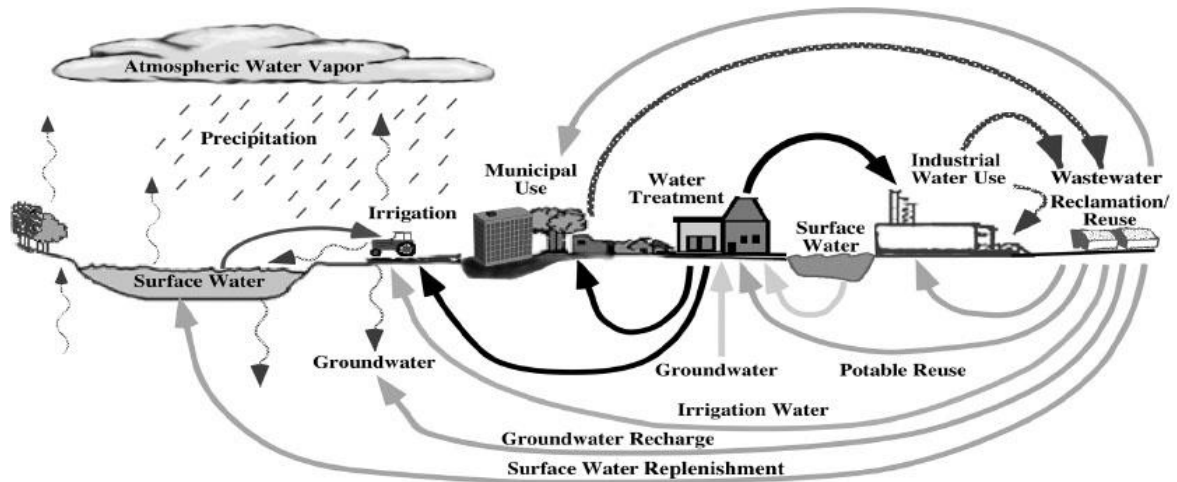 Atmospheric Water Vapor
Precipitation
Municipal
Use
Water
Treatment
Industrial
Water Use
Wastewater
Reclamation/
Reuse
Irrigation
Surface
Water
Surface Water
Groundwater
Groundwater
Potable Reuse
Irrigation Water
Groundwater Recharge
Surface Water Replenishment